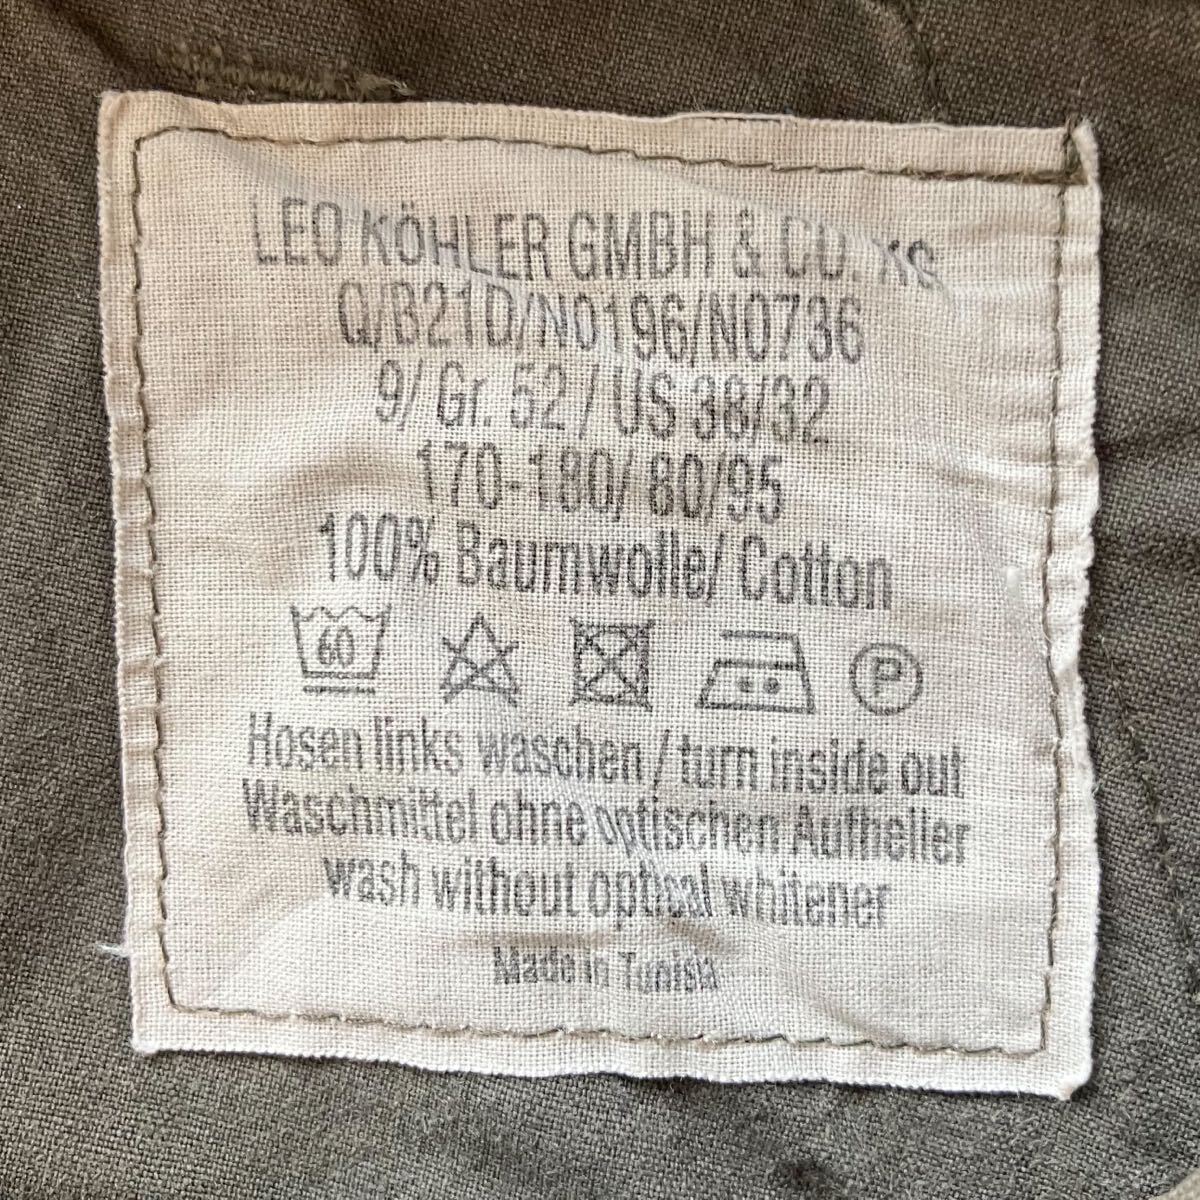 LEO KÖHLER GMBH & CO. KG
Q/B21D/N0196/N0736
9/ Gr. 52 / US 38/32
170-180/ 80/95
100% Baumwolle/ Cotton
60 P
Hosen links waschen / turn inside out
Waschmittel ohne optischen Aufheller
wash without optical whitener
Made in Tunisia